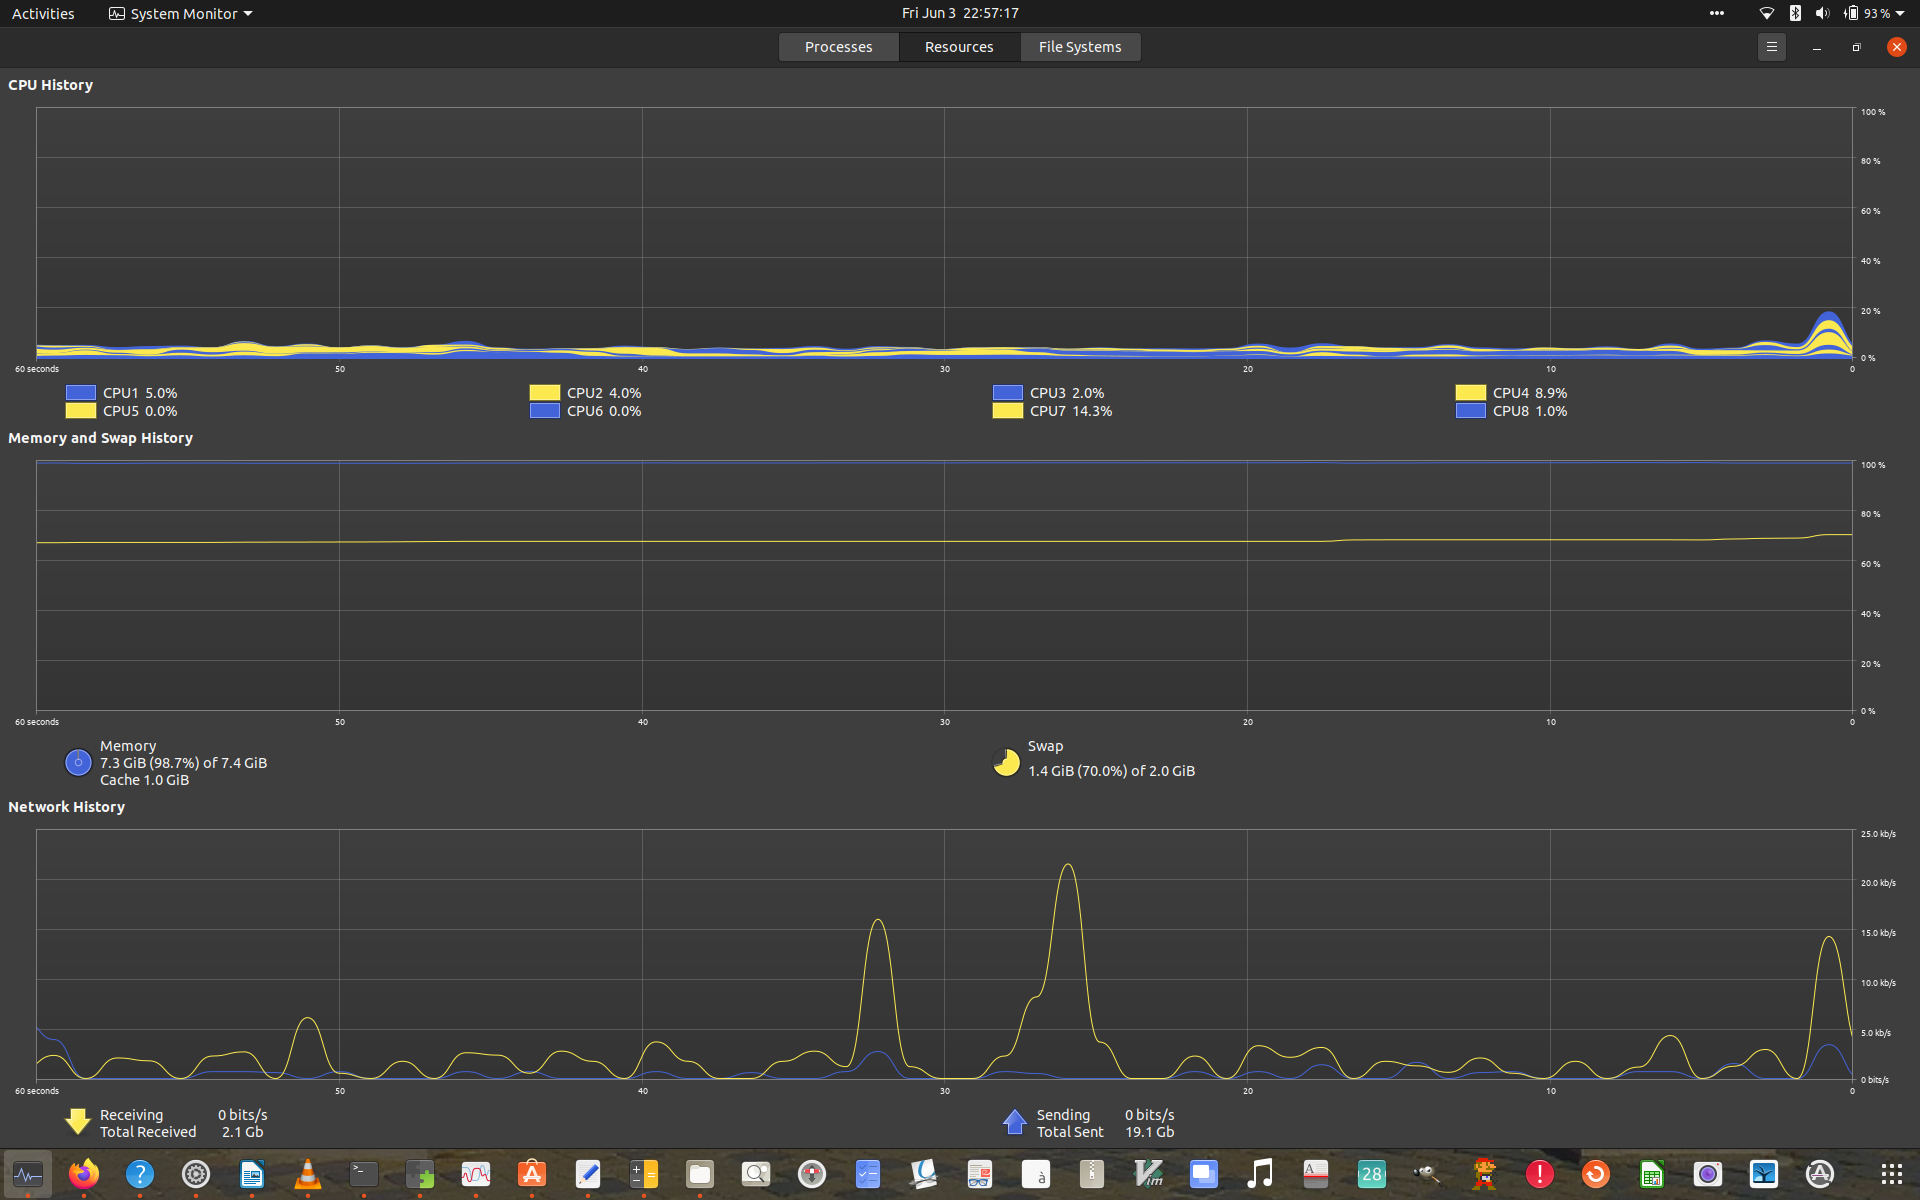 Activities System Monitor Fri Jun 3 22:57:17 93 %
Processes Resources File Systems
CPU History
100 %
80 %
60 %
40 %
20 %
0 %
60 seconds 50 40 30 20 10 0
CPU1 5.0% CPU2 4.0% CPU3 2.0% CPU4 8.9%
CPU5 0.0% CPU6 0.0% CPU7 14.3% CPU8 1.0%
Memory and Swap History
100 %
80 %
60 %
40 %
20 %
0 %
60 seconds 50 40 30 20 10 0
Memory
7.3 GiB (98.7%) of 7.4 GiB
Cache 1.0 GiB
Swap
1.4 GiB (70.0%) of 2.0 GiB
Network History
25.0 kb/s
20.0 kb/s
15.0 kb/s
10.0 kb/s
5.0 kb/s
0 bits/s
60 seconds 50 40 30 20 10 0
Receiving 0 bits/s
Total Received 2.1 Gb
Sending 0 bits/s
Total Sent 19.1 Gb
? >_ à Vim A 28 !